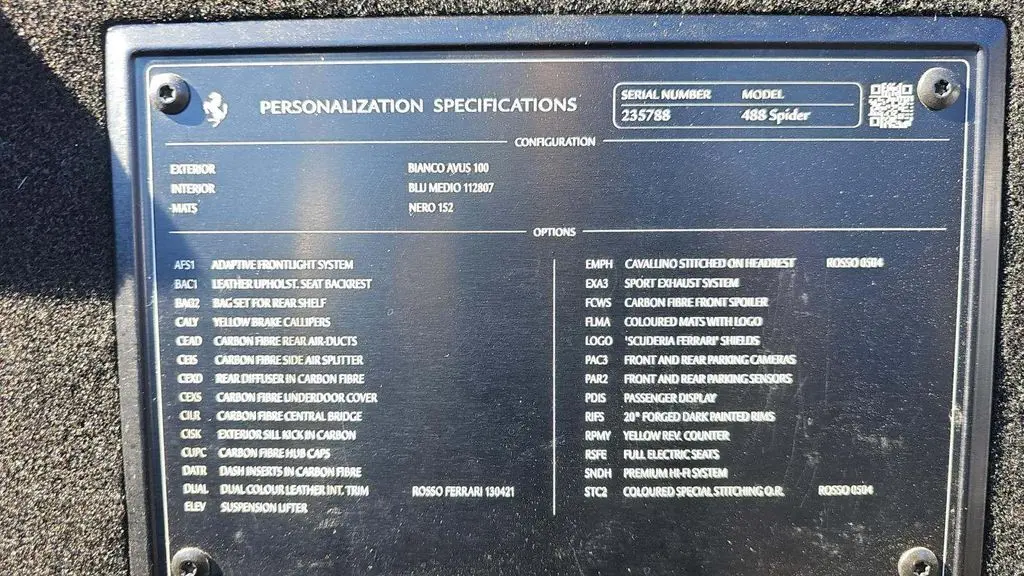 PERSONALIZATION SPECIFICATIONS
SERIAL NUMBER MODEL
235788 488 Spider
CONFIGURATION
EXTERIOR BIANCO AVUS 100
INTERIOR BLU MEDIO 112807
MATS NERO 152
OPTIONS
AFS1 ADAPTIVE FRONTLIGHT SYSTEM
BAC1 LEATHER UPHOLST. SEAT BACKREST
BAG2 BAG SET FOR REAR SHELF
CALY YELLOW BRAKE CALLIPERS
CEAD CARBON FIBRE REAR AIR-DUCTS
CEIS CARBON FIBRE SIDE AIR SPLITTER
CEXD REAR DIFFUSER IN CARBON FIBRE
CEXS CARBON FIBRE UNDERDOOR COVER
CILR CARBON FIBRE CENTRAL BRIDGE
CISK EXTERIOR SILL KICK IN CARBON
CUPC CARBON FIBRE HUB CAPS
DATR DASH INSERTS IN CARBON FIBRE
DUAL DUAL COLOUR LEATHER INT. TRIM ROSSO FERRARI 130421
ELEV SUSPENSION LIFTER
EMPH CAVALLINO STITCHED ON HEADREST ROSSO 0504
EXA3 SPORT EXHAUST SYSTEM
FCWS CARBON FIBRE FRONT SPOILER
FLMA COLOURED MATS WITH LOGO
LOGO 'SCUDERIA FERRARI' SHIELDS
PAC3 FRONT AND REAR PARKING CAMERAS
PAR2 FRONT AND REAR PARKING SENSORS
PDIS PASSENGER DISPLAY
RIFS 20" FORGED DARK PAINTED RIMS
RPMY YELLOW REV. COUNTER
RSFE FULL ELECTRIC SEATS
SNDH PREMIUM HI-FI SYSTEM
STC2 COLOURED SPECIAL STITCHING O.R. ROSSO 0504